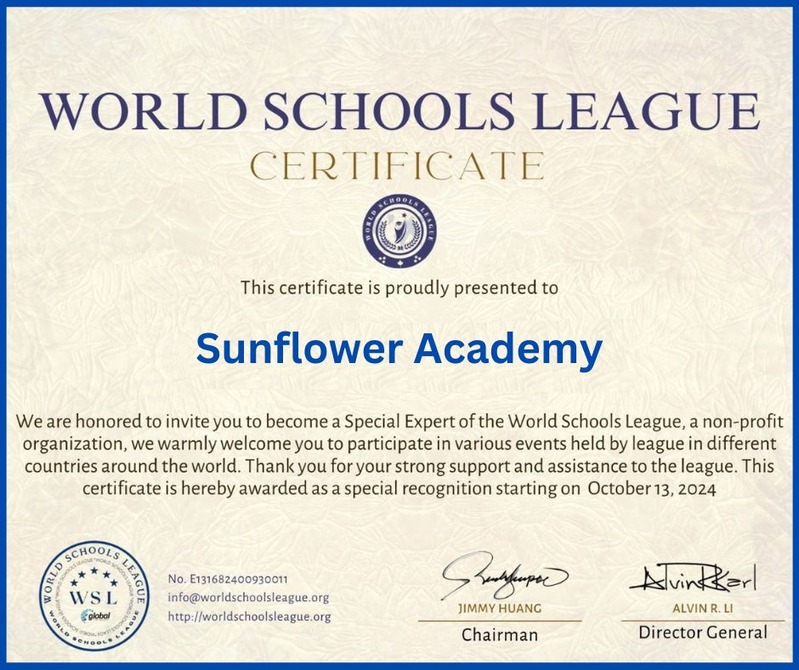 WORLD SCHOOLS LEAGUE
CERTIFICATE
WORLD SCHOOLS LEAGUE
This certificate is proudly presented to
Sunflower Academy
We are honored to invite you to become a Special Expert of the World Schools League, a non-profit
organization, we warmly welcome you to participate in various events held by league in different
countries around the world. Thank you for your strong support and assistance to the league. This
certificate is hereby awarded as a special recognition starting on October 13, 2024
WORLD SCHOOLS LEAGUE
WSL
global
WORLD SCHOOLS LEAGUE
No. E131682400930011
info@worldschoolsleague.org
http://worldschoolsleague.org
JIMMY HUANG
Chairman
ALVIN R. LI
Director General